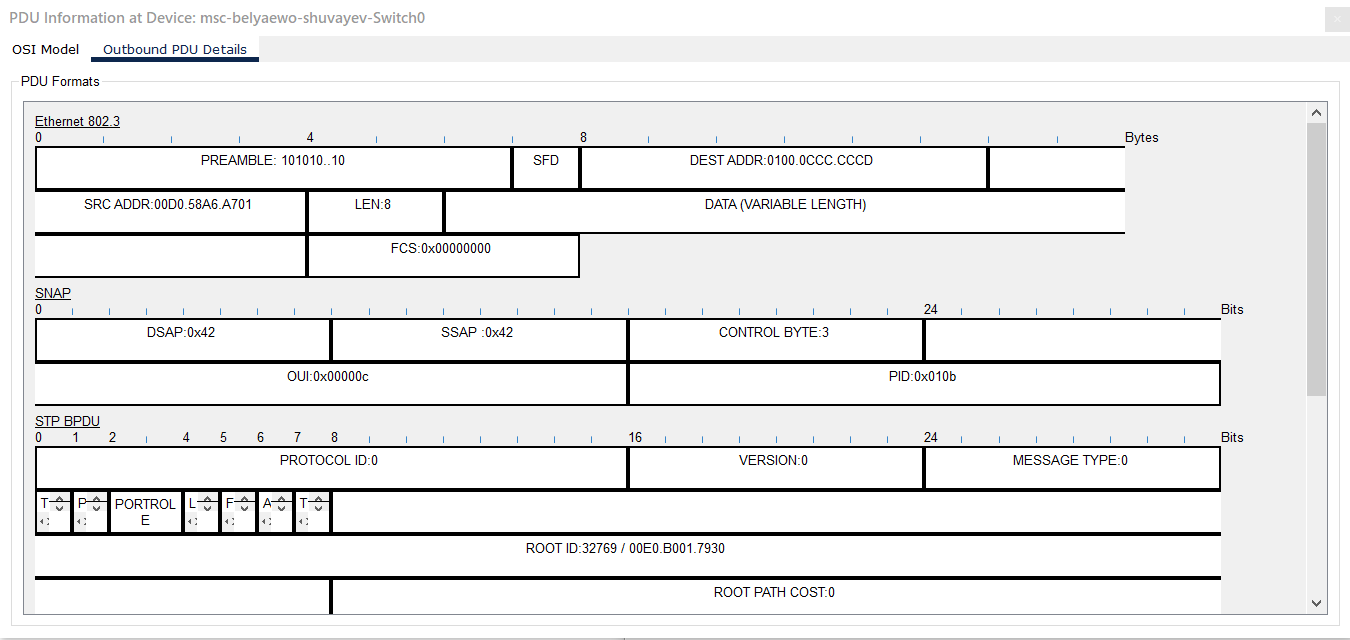 PDU Information at Device: msc-belyaewo-shuvayev-Switch0
OSI Model Outbound PDU Details
PDU Formats
Ethernet 802.3
0 4 8 Bytes
PREAMBLE: 101010..10 SFD DEST ADDR:0100.0CCC.CCCD
SRC ADDR:00D0.58A6.A701 LEN:8 DATA (VARIABLE LENGTH)
FCS:0x00000000
SNAP
0 24 Bits
DSAP:0x42 SSAP :0x42 CONTROL BYTE:3
OUI:0x00000c PID:0x010b
STP BPDU
0 1 2 4 5 6 7 8 16 24 Bits
PROTOCOL ID:0 VERSION:0 MESSAGE TYPE:0
T P PORTROL L F A T
E
ROOT ID:32769 / 00E0.B001.7930
ROOT PATH COST:0